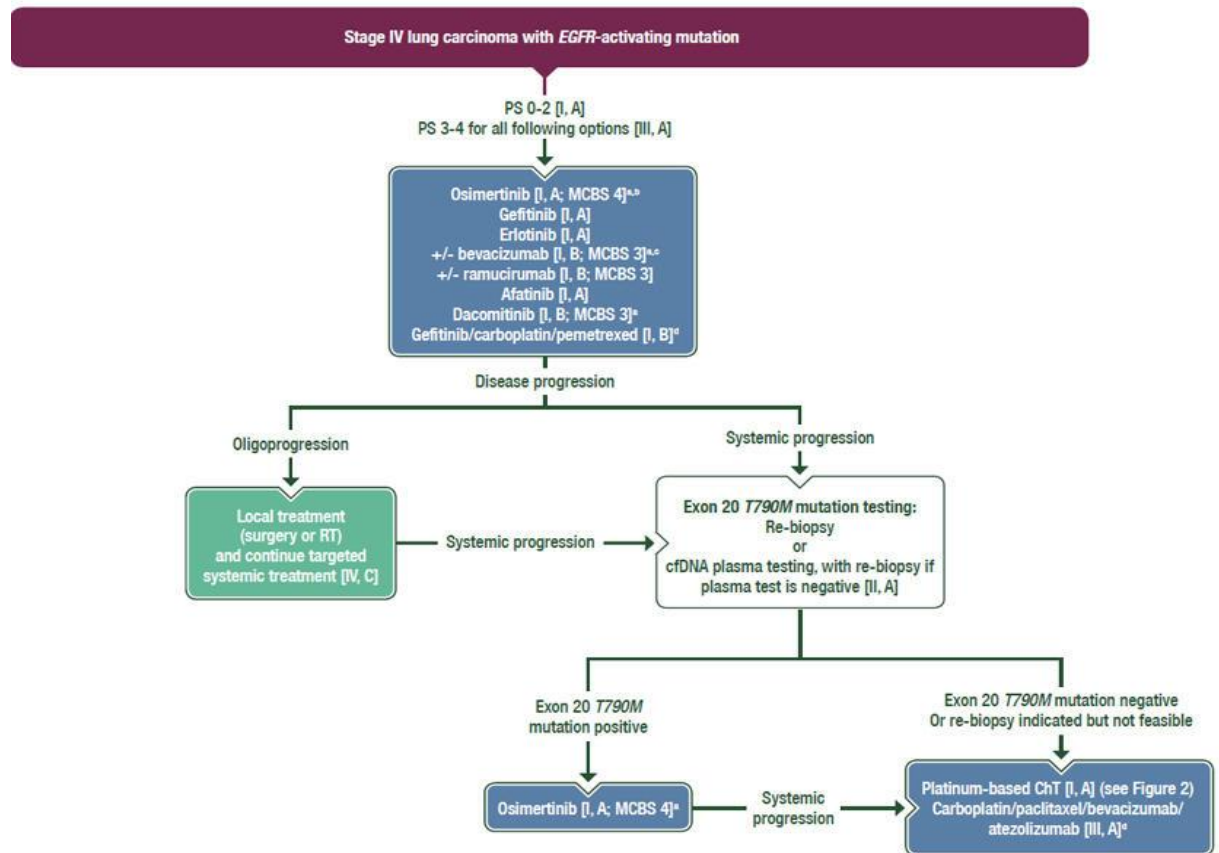 Stage IV lung carcinoma with EGFR-activating mutation
PS 0-2 [I, A]
PS 3-4 for all following options [III, A]
Osimertinib [I, A; MCBS 4]a,b
Gefitinib [I, A]
Erlotinib [I, A]
+/- bevacizumab [I, B; MCBS 3]a,c
+/- ramucirumab [I, B; MCBS 3]
Afatinib [I, A]
Dacomitinib [I, B; MCBS 3]a
Gefitinib/carboplatin/pemetrexed [I, B]d
Disease progression
Oligoprogression
Systemic progression
Local treatment
(surgery or RT)
and continue targeted
systemic treatment [IV, C]
Systemic progression
Exon 20 T790M mutation testing:
Re-biopsy
or
cfDNA plasma testing, with re-biopsy if
plasma test is negative [II, A]
Exon 20 T790M
mutation positive
Exon 20 T790M mutation negative
Or re-biopsy indicated but not feasible
Osimertinib [I, A; MCBS 4]a
Systemic
progression
Platinum-based ChT [I, A] (see Figure 2)
Carboplatin/paclitaxel/bevacizumab/
atezolizumab [III, A]d